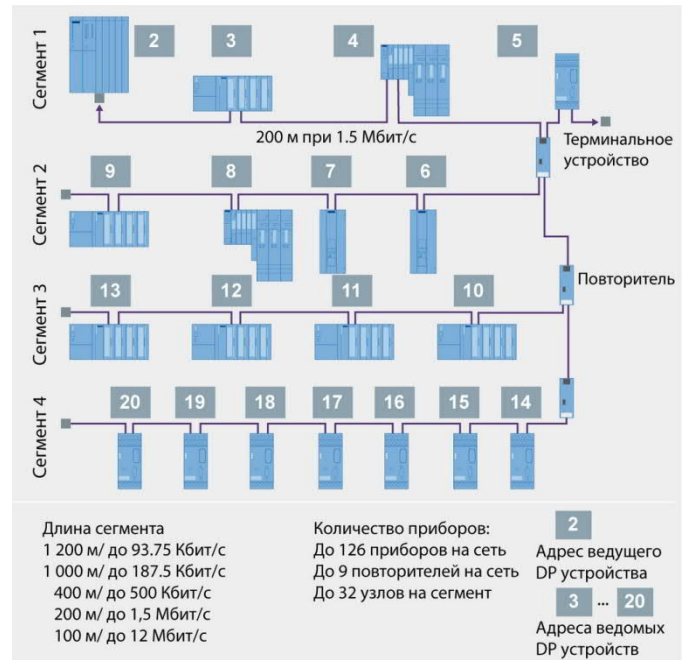 Сегмент 1
2
3
4
5
200 м при 1.5 Мбит/с
Терминальное
устройство
Сегмент 2
9
8
7
6
Повторитель
Сегмент 3
13
12
11
10
Сегмент 4
20
19
18
17
16
15
14
Длина сегмента
1 200 м/ до 93.75 Кбит/с
1 000 м/ до 187.5 Кбит/с
400 м/ до 500 Кбит/с
200 м/ до 1,5 Мбит/с
100 м/ до 12 Мбит/с
Количество приборов:
До 126 приборов на сеть
До 9 повторителей на сеть
До 32 узлов на сегмент
2
Адрес ведущего
DP устройства
3 ... 20
Адреса ведомых
DP устройств